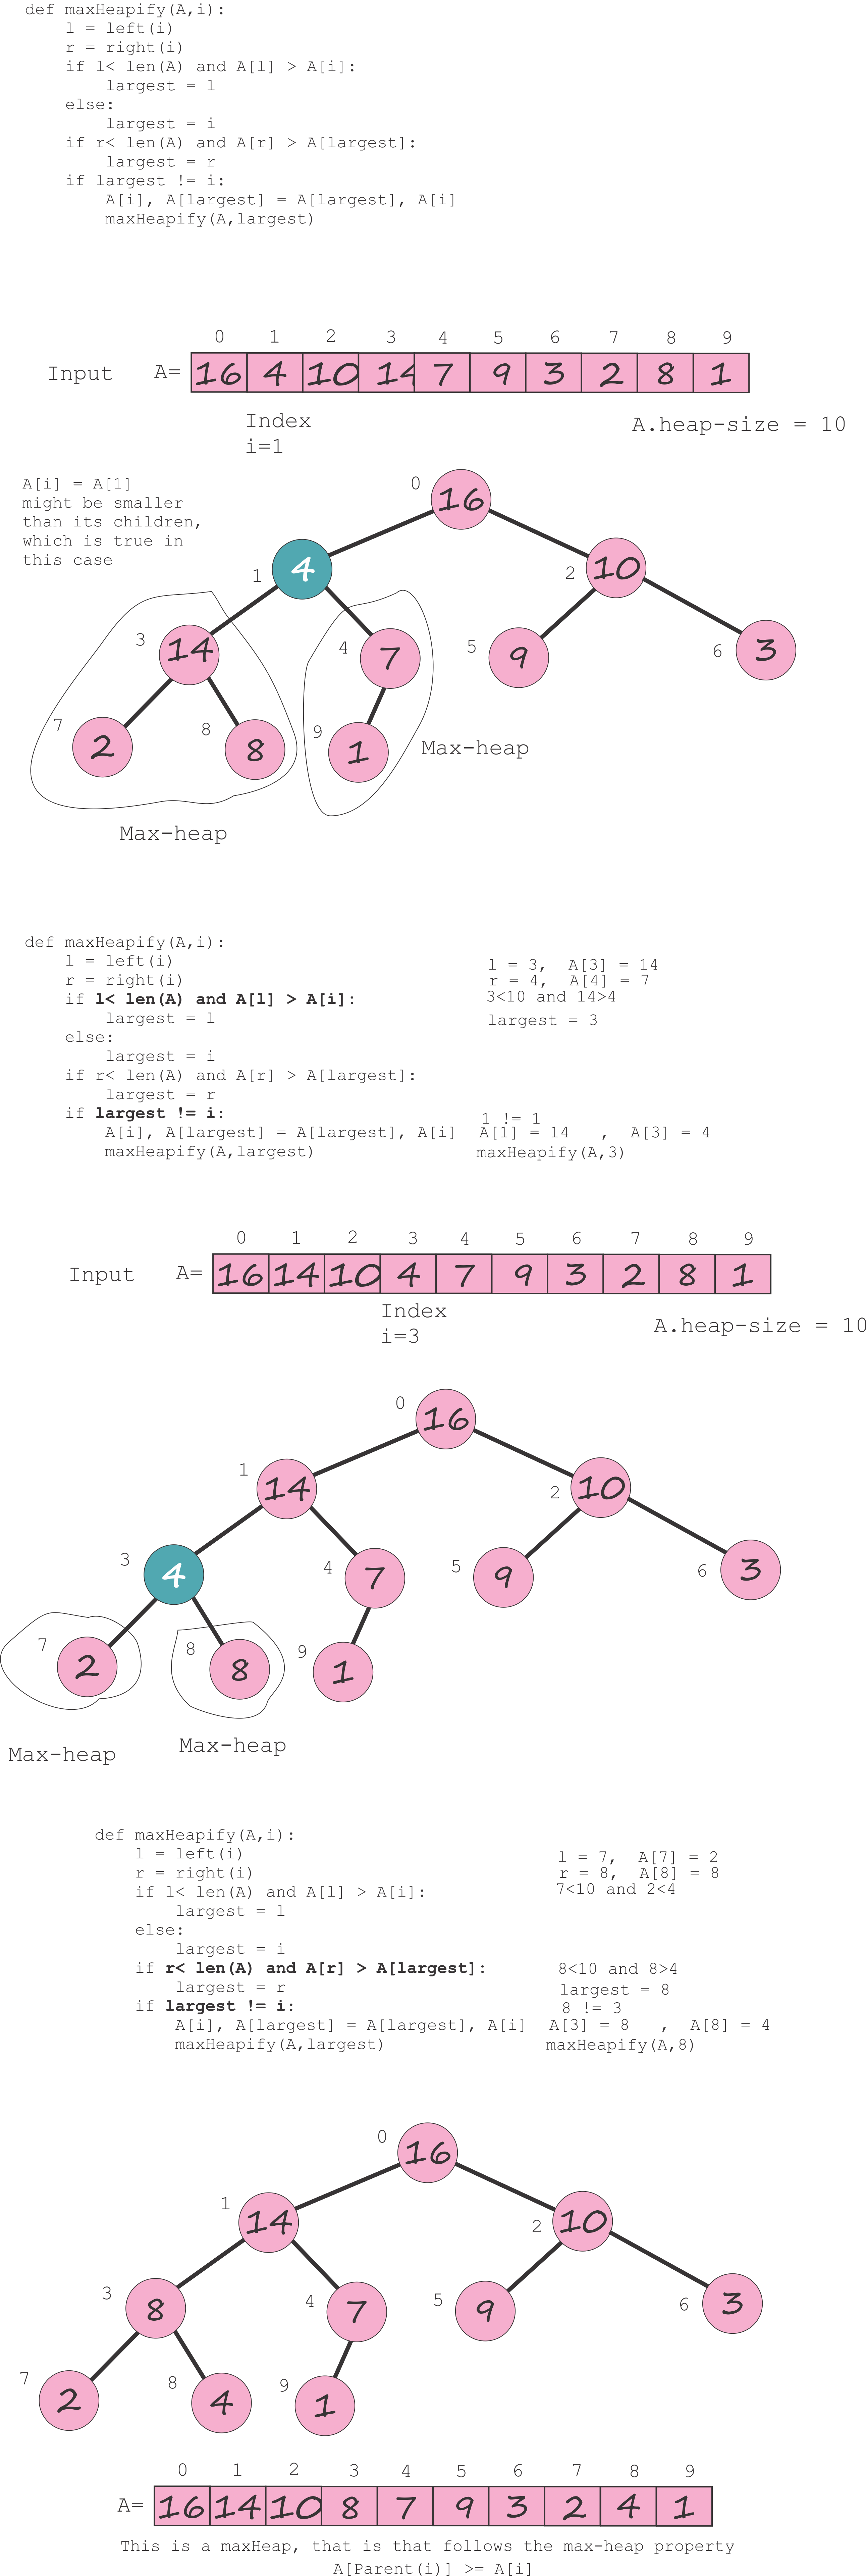 def maxHeapify(A,i):
    l = left(i)
    r = right(i)
    if l< len(A) and A[l] > A[i]:
        largest = l
    else:
        largest = i
    if r< len(A) and A[r] > A[largest]:
        largest = r
    if largest != i:
        A[i], A[largest] = A[largest], A[i]
        maxHeapify(A,largest)
0 1 2 3 4 5 6 7 8 9
Input A= 16 4 10 14 7 9 3 2 8 1
Index
i=1
A.heap-size = 10
A[i] = A[1]
might be smaller
than its children,
which is true in
this case
0 16
1 4 2 10
3 14 4 7 5 9 6 3
7 2 8 8 9 1
Max-heap
Max-heap
def maxHeapify(A,i):
    l = left(i) l = 3, A[3] = 14
    r = right(i) r = 4, A[4] = 7
    if l< len(A) and A[l] > A[i]: 3<10 and 14>4
        largest = l largest = 3
    else:
        largest = i
    if r< len(A) and A[r] > A[largest]:
        largest = r
    if largest != i: 1 != 1
        A[i], A[largest] = A[largest], A[i] A[1] = 14 , A[3] = 4
        maxHeapify(A,largest) maxHeapify(A,3)
0 1 2 3 4 5 6 7 8 9
Input A= 16 14 10 4 7 9 3 2 8 1
Index
i=3
A.heap-size = 10
0 16
1 14 2 10
3 4 4 7 5 9 6 3
7 2 8 8 9 1
Max-heap Max-heap
def maxHeapify(A,i):
    l = left(i) l = 7, A[7] = 2
    r = right(i) r = 8, A[8] = 8
    if l< len(A) and A[l] > A[i]: 7<10 and 2<4
        largest = l
    else:
        largest = i
    if r< len(A) and A[r] > A[largest]: 8<10 and 8>4
        largest = r largest = 8
    if largest != i: 8 != 3
        A[i], A[largest] = A[largest], A[i] A[3] = 8 , A[8] = 4
        maxHeapify(A,largest) maxHeapify(A,8)
0 16
1 14 2 10
3 8 4 7 5 9 6 3
7 2 8 4 9 1
0 1 2 3 4 5 6 7 8 9
A= 16 14 10 8 7 9 3 2 4 1
This is a maxHeap, that is that follows the max-heap property
A[Parent(i)] >= A[i]